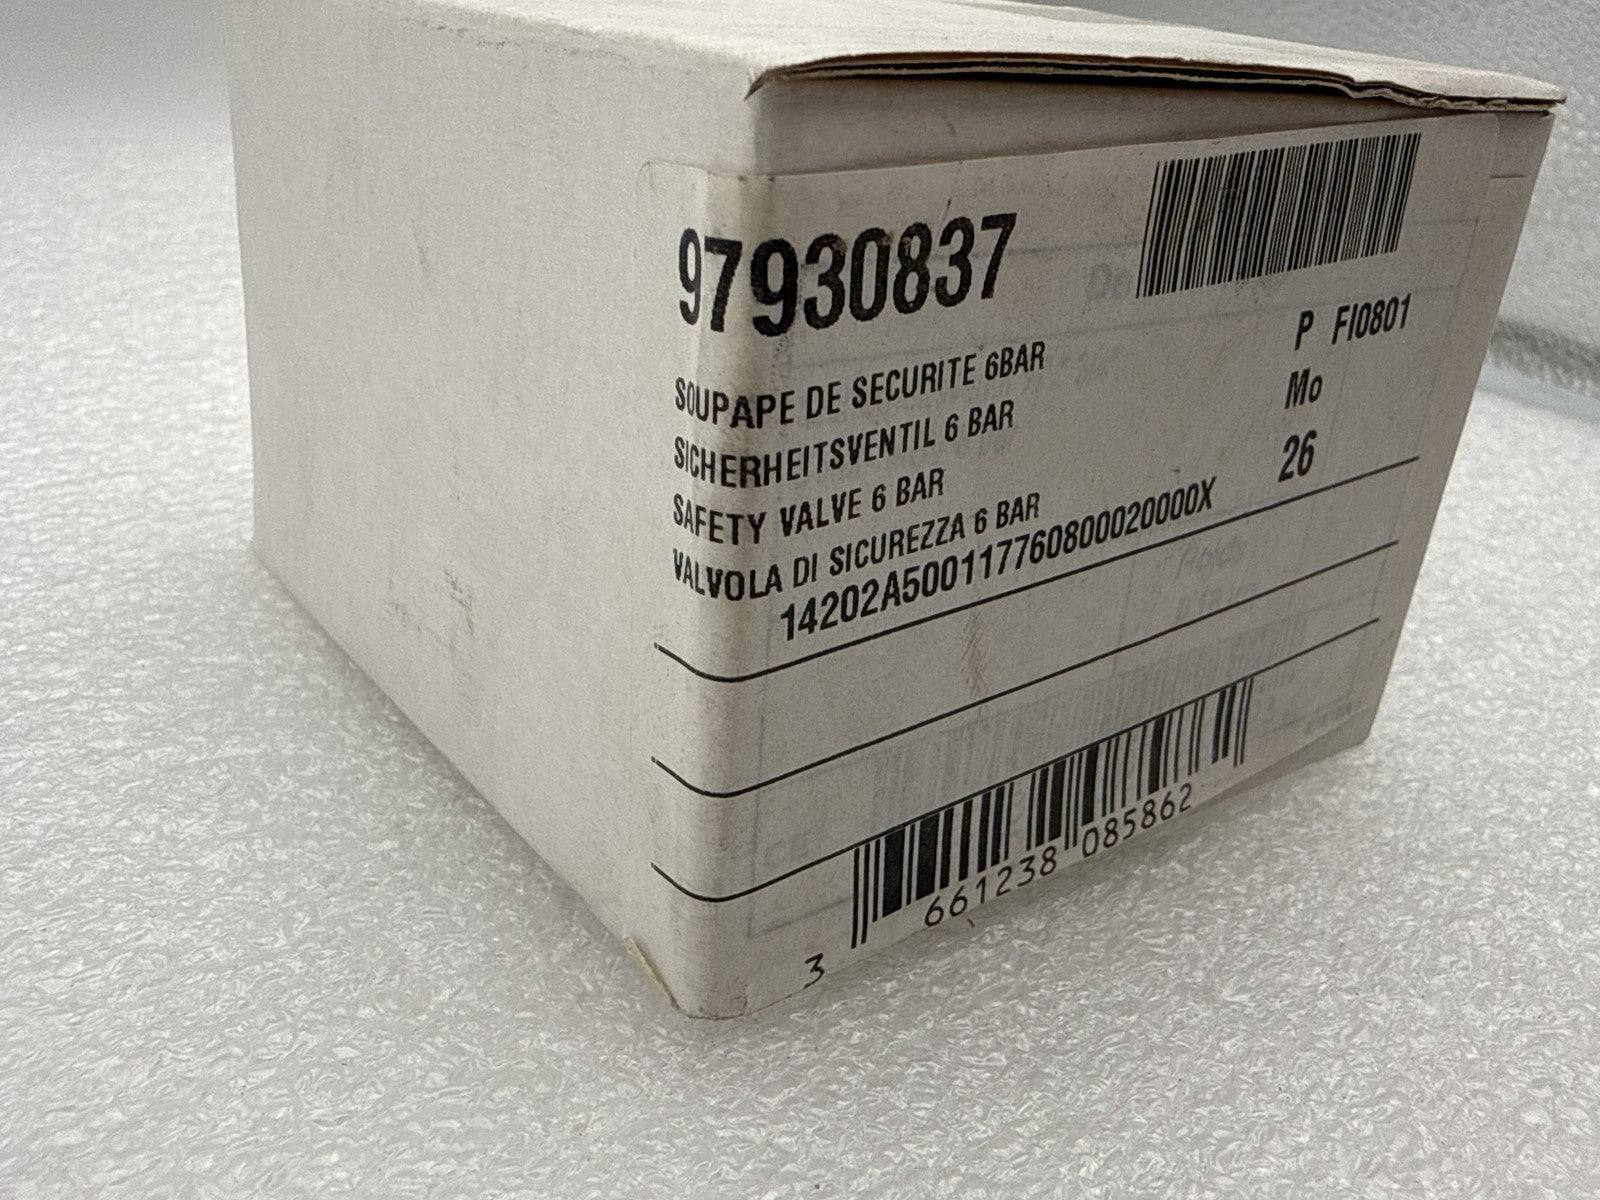 97930837
P FI0801
SOUPAPE DE SECURITE 6BAR
Mo
SICHERHEITSVENTIL 6 BAR
26
SAFETY VALVE 6 BAR
VALVOLA DI SICUREZZA 6 BAR
14202A500117760800020000X
3 661238 085862